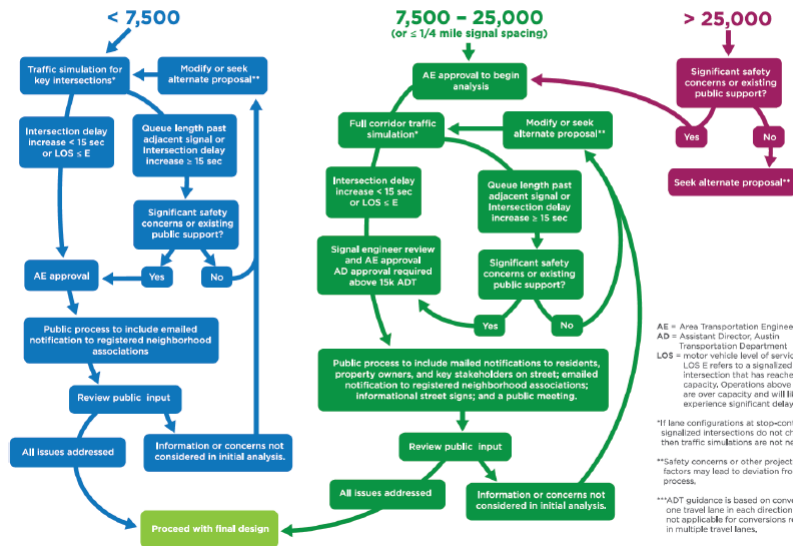 < 7,500
Traffic simulation for
key intersections*
Modify or seek
alternate proposal**
Intersection delay
increase < 15 sec
or LOS ≤ E
Queue length past
adjacent signal or
Intersection delay
increase ≥ 15 sec
Significant safety
concerns or existing
public support?
AE approval
Yes
No
Public process to include emailed
notification to registered neighborhood
associations
Review public input
All issues addressed
Information or concerns not
considered in initial analysis.
Proceed with final design
7,500 – 25,000
(or ≤ 1/4 mile signal spacing)
AE approval to begin
analysis
Full corridor traffic
simulation*
Modify or seek
alternate proposal**
Intersection delay
increase < 15 sec
or LOS ≤ E
Queue length past
adjacent signal or
Intersection delay
increase ≥ 15 sec
Signal engineer review
and AE approval
AD approval required
above 15k ADT
Significant safety
concerns or existing
public support?
Yes
No
Public process to include mailed notifications to residents,
property owners, and key stakeholders on street; emailed
notification to registered neighborhood associations;
informational street signs; and a public meeting.
Review public input
All issues addressed
Information or concerns not
considered in initial analysis.
> 25,000
Significant safety
concerns or existing
public support?
Yes
No
Seek alternate proposal**
AE = Area Transportation Enginee
AD = Assistant Director, Austin
Transportation Department
LOS = motor vehicle level of servic
LOS E refers to a signalized
intersection that has reache
capacity. Operations above
are over capacity and will lik
experience significant delay
*If lane configurations at stop-cont
signalized intersections do not ch
then traffic simulations are not ne
**Safety concerns or other project
factors may lead to deviation fro
process.
***ADT guidance is based on conve
one travel lane in each direction
not applicable for conversions re
in multiple travel lanes.